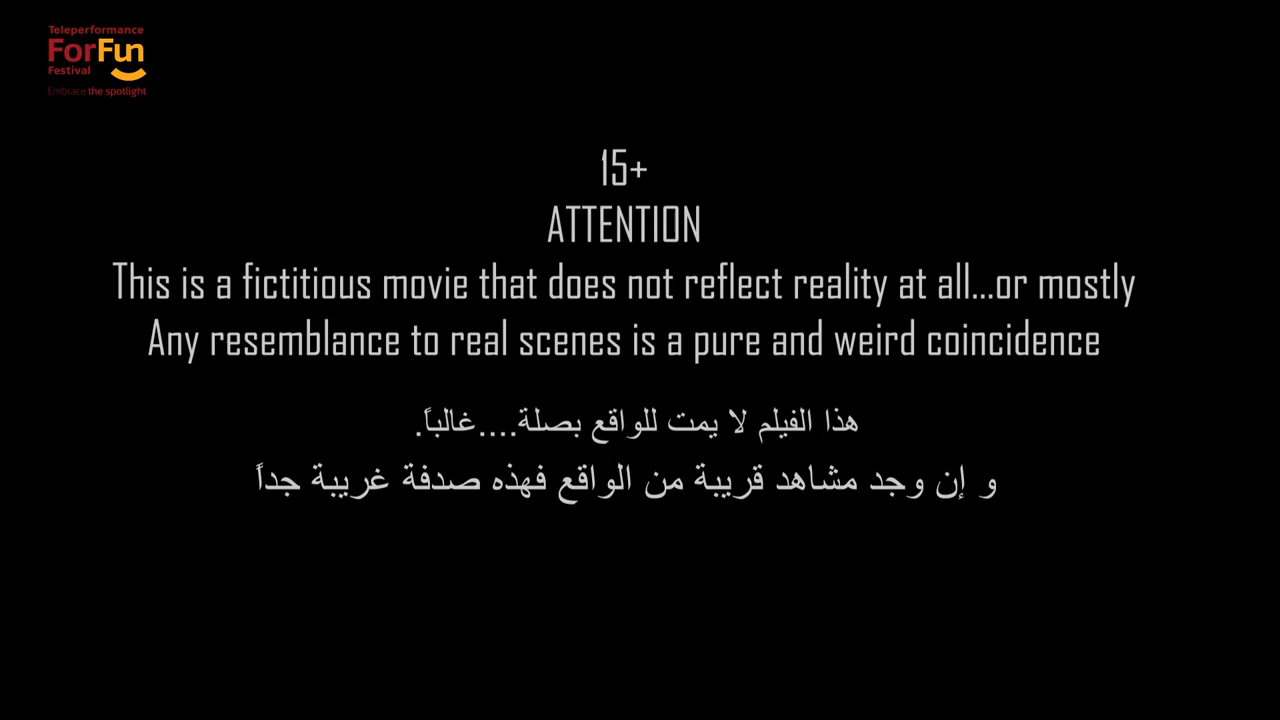 Teleperformance
ForFun
Festival
Embrace the spotlight
15+
ATTENTION
This is a fictitious movie that does not reflect reality at all...or mostly
Any resemblance to real scenes is a pure and weird coincidence
هذا الفيلم لا يمت للواقع بصلة....غالباً.
و إن وجد مشاهد قريبة من الواقع فهذه صدفة غريبة جداً